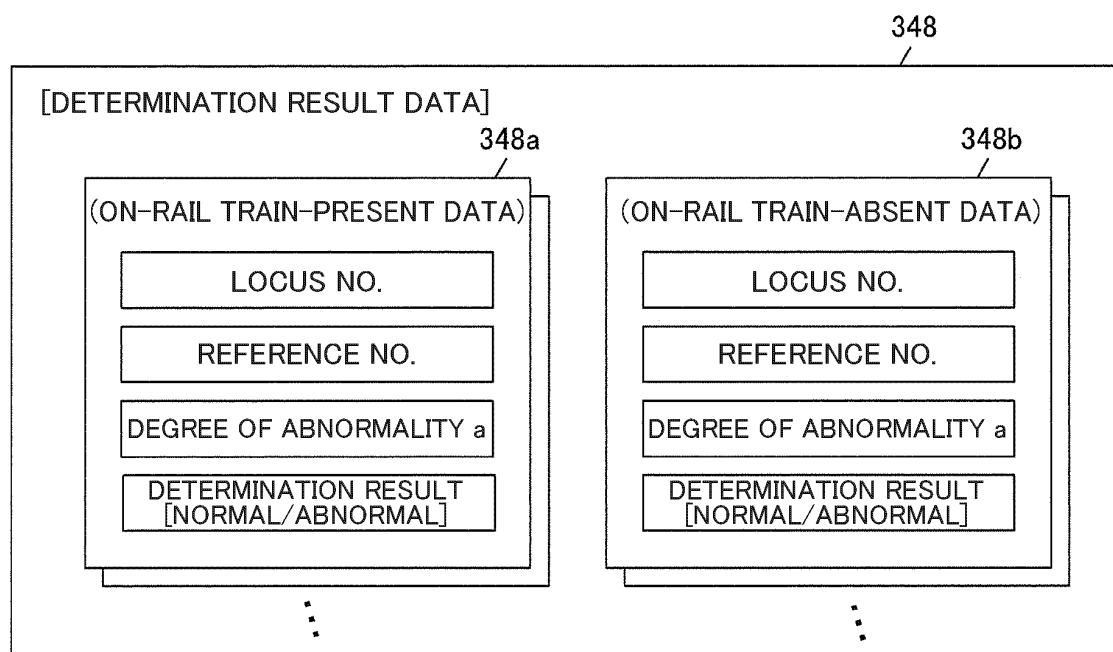 348
[DETERMINATION RESULT DATA]
348a
(ON-RAIL TRAIN-PRESENT DATA)
LOCUS NO.
REFERENCE NO.
DEGREE OF ABNORMALITY a
DETERMINATION RESULT
[NORMAL/ABNORMAL]
348b
(ON-RAIL TRAIN-ABSENT DATA)
LOCUS NO.
REFERENCE NO.
DEGREE OF ABNORMALITY a
DETERMINATION RESULT
[NORMAL/ABNORMAL]